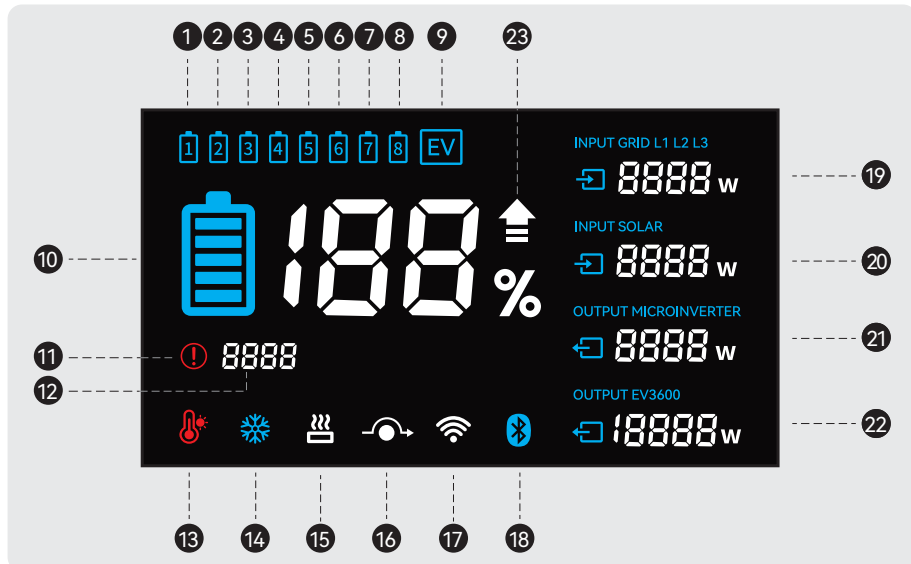 1 2 3 4 5 6 7 8 9 23
1 2 3 4 5 6 7 8 EV
INPUT GRID L1 L2 L3
8888 W
19
INPUT SOLAR
8888 W
20
10
188 %
OUTPUT MICROINVERTER
8888 W
21
11
8888
12
OUTPUT EV3600
18888 W
22
13 14 15 16 17 18